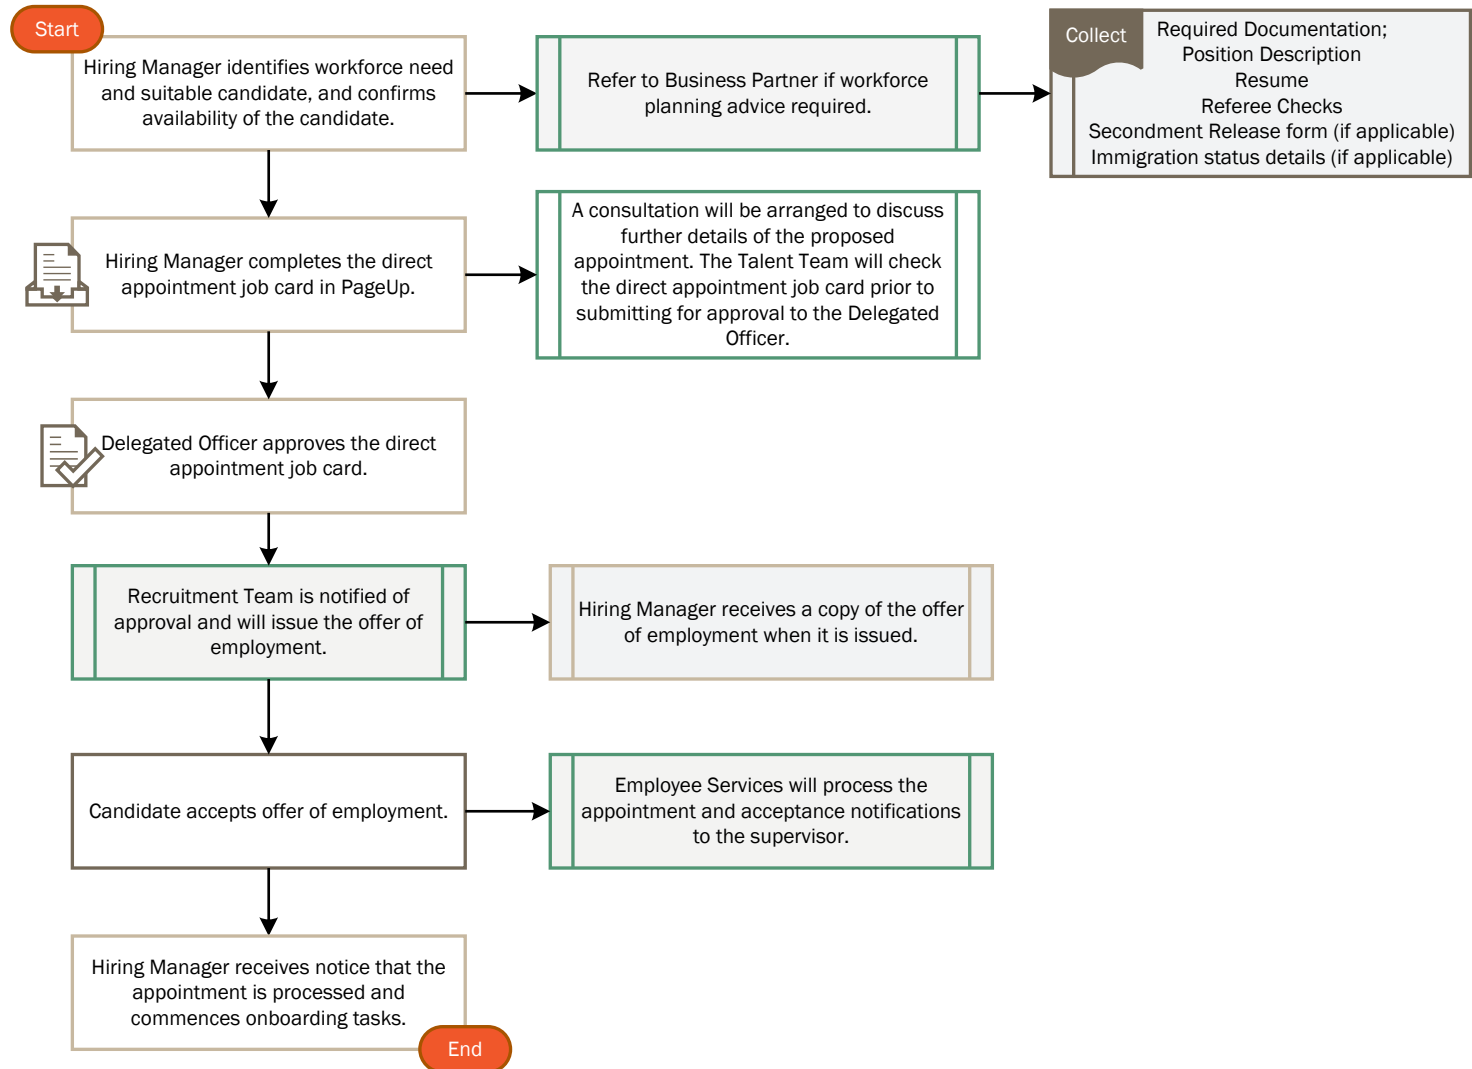 Start
Hiring Manager identifies workforce need
and suitable candidate, and confirms
availability of the candidate.
Refer to Business Partner if workforce
planning advice required.
Collect
Required Documentation;
Position Description
Resume
Referee Checks
Secondment Release form (if applicable)
Immigration status details (if applicable)
Hiring Manager completes the direct
appointment job card in PageUp.
A consultation will be arranged to discuss
further details of the proposed
appointment. The Talent Team will check
the direct appointment job card prior to
submitting for approval to the Delegated
Officer.
Delegated Officer approves the direct
appointment job card.
Recruitment Team is notified of
approval and will issue the offer of
employment.
Hiring Manager receives a copy of the offer
of employment when it is issued.
Candidate accepts offer of employment.
Employee Services will process the
appointment and acceptance notifications
to the supervisor.
Hiring Manager receives notice that the
appointment is processed and
commences onboarding tasks.
End